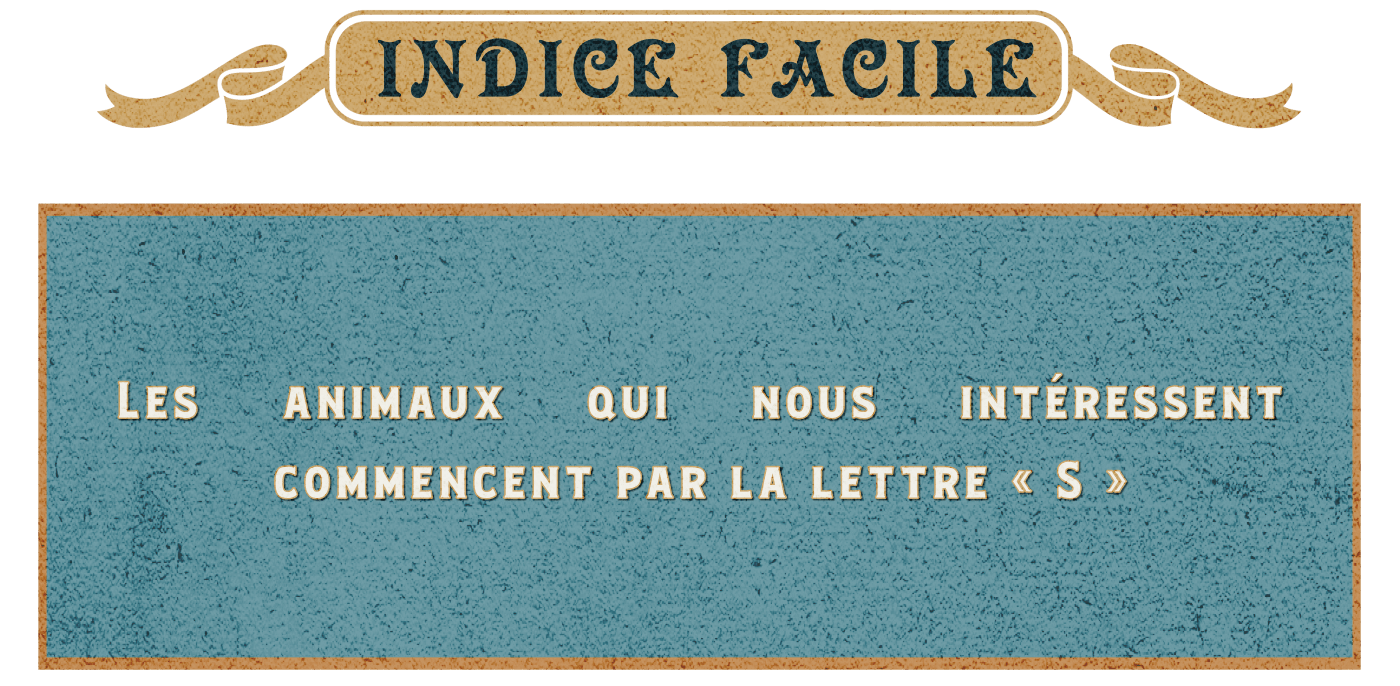 INDICE FACILE
Les animaux qui nous intéressent
commencent par la lettre « S »